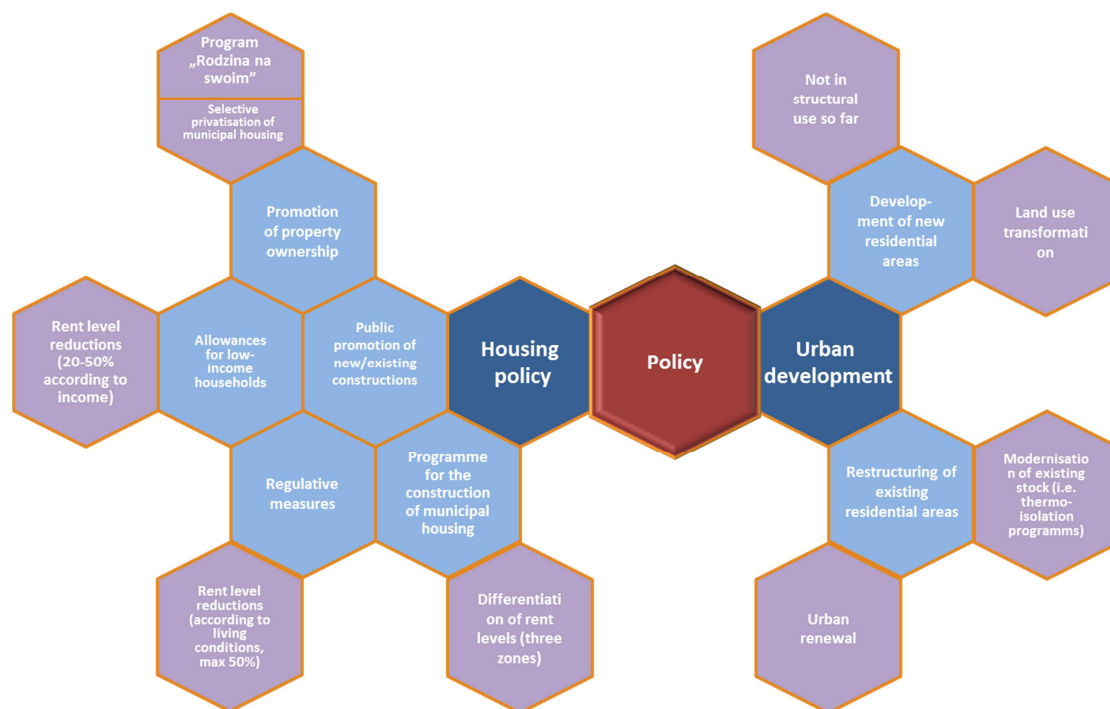 Program
„Rodzina na
swoim”
Selective
privatisation of
municipal housing
Not in
structural
use so far
Promotion
of property
ownership
Develop-
ment of new
residential
areas
Land use
transformati
on
Rent level
reductions
(20-50%
according to
income)
Allowances
for low-
income
households
Public
promotion of
new/existing
constructions
Housing
policy
Policy
Urban
development
Regulative
measures
Programme
for the
construction
of municipal
housing
Restructuring of
existing
residential areas
Modernisatio
n of existing
stock (i.e.
thermo-
isolation
programms)
Rent level
reductions
(according to
living
conditions,
max 50%)
Differentiati
on of rent
levels (three
zones)
Urban
renewal